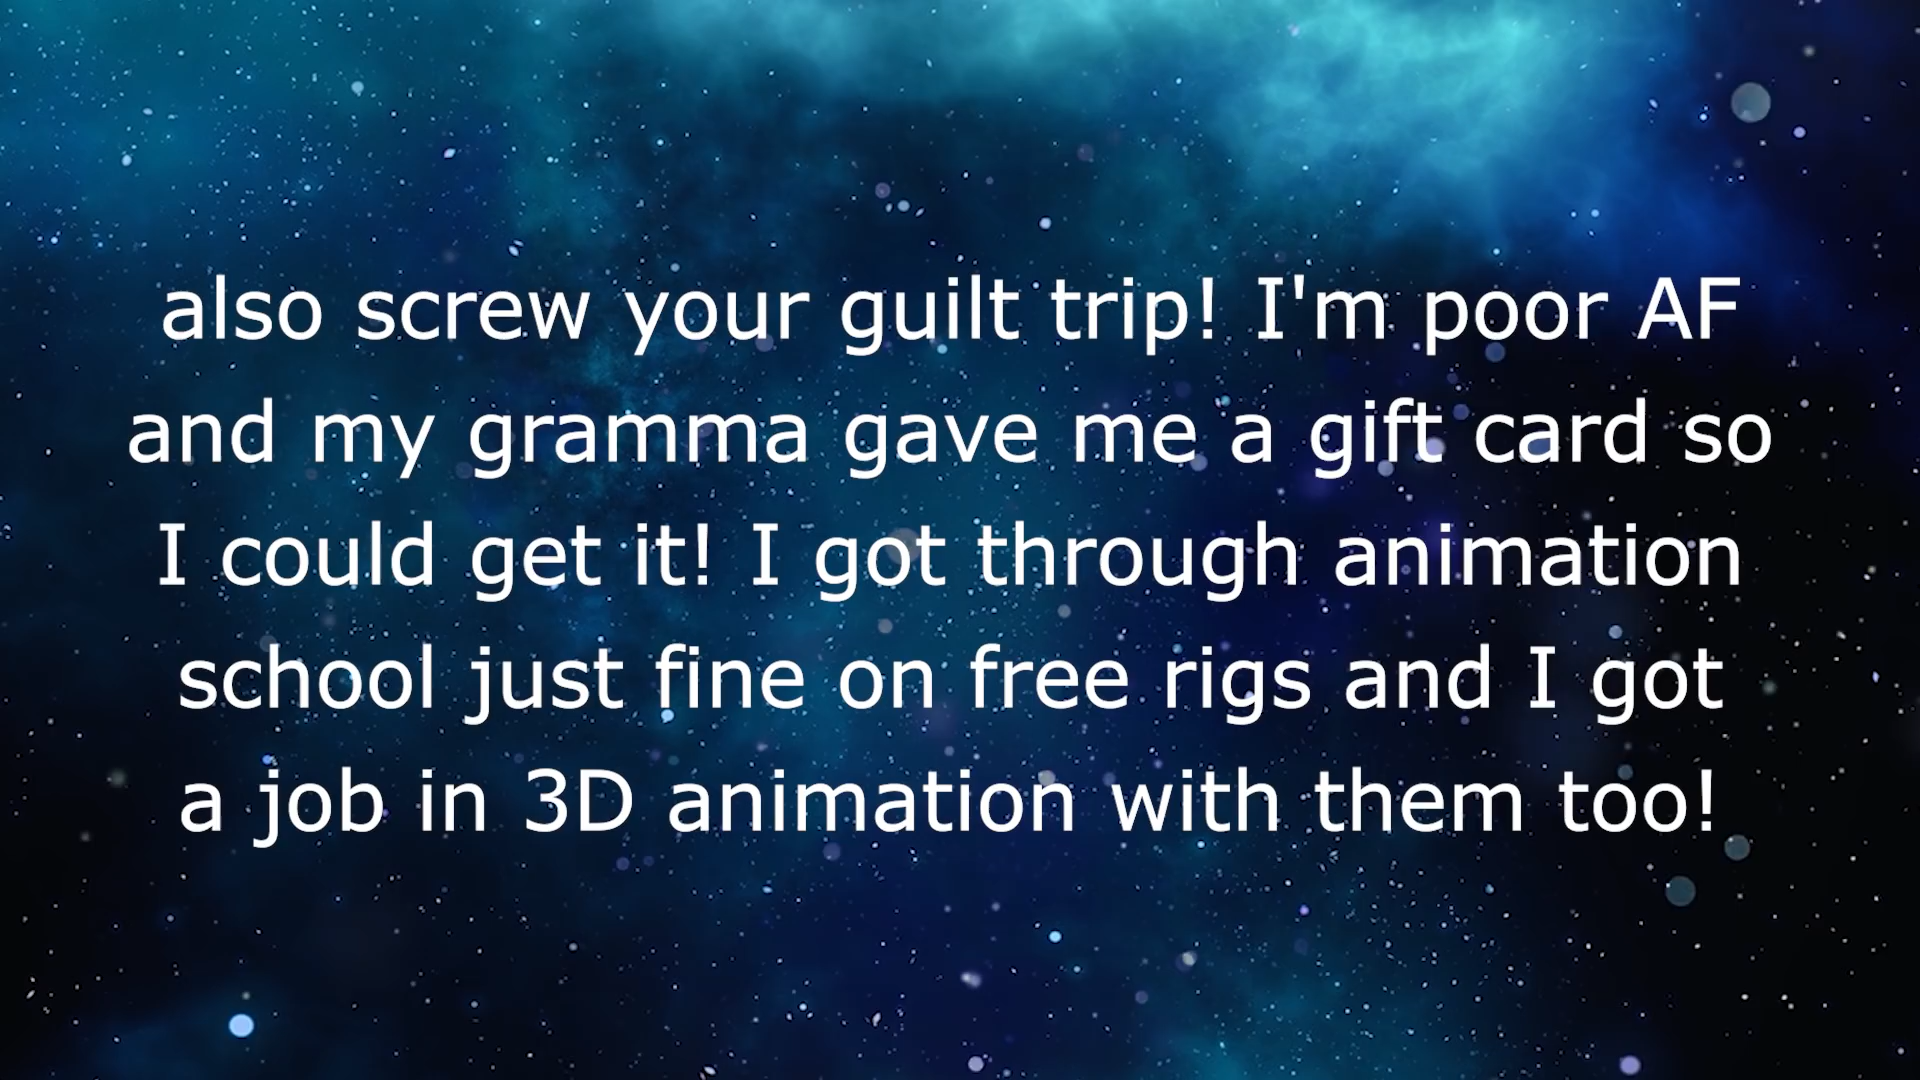 also screw your guilt trip! I'm poor AF
and my gramma gave me a gift card so
I could get it! I got through animation
school just fine on free rigs and I got
a job in 3D animation with them too!